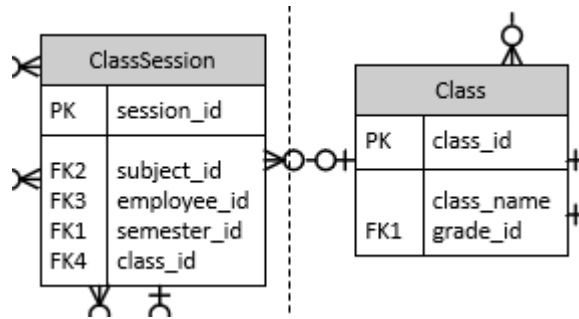 ClassSession
PK session_id
FK2 subject_id
FK3 employee_id
FK1 semester_id
FK4 class_id
Class
PK class_id
class_name
FK1 grade_id